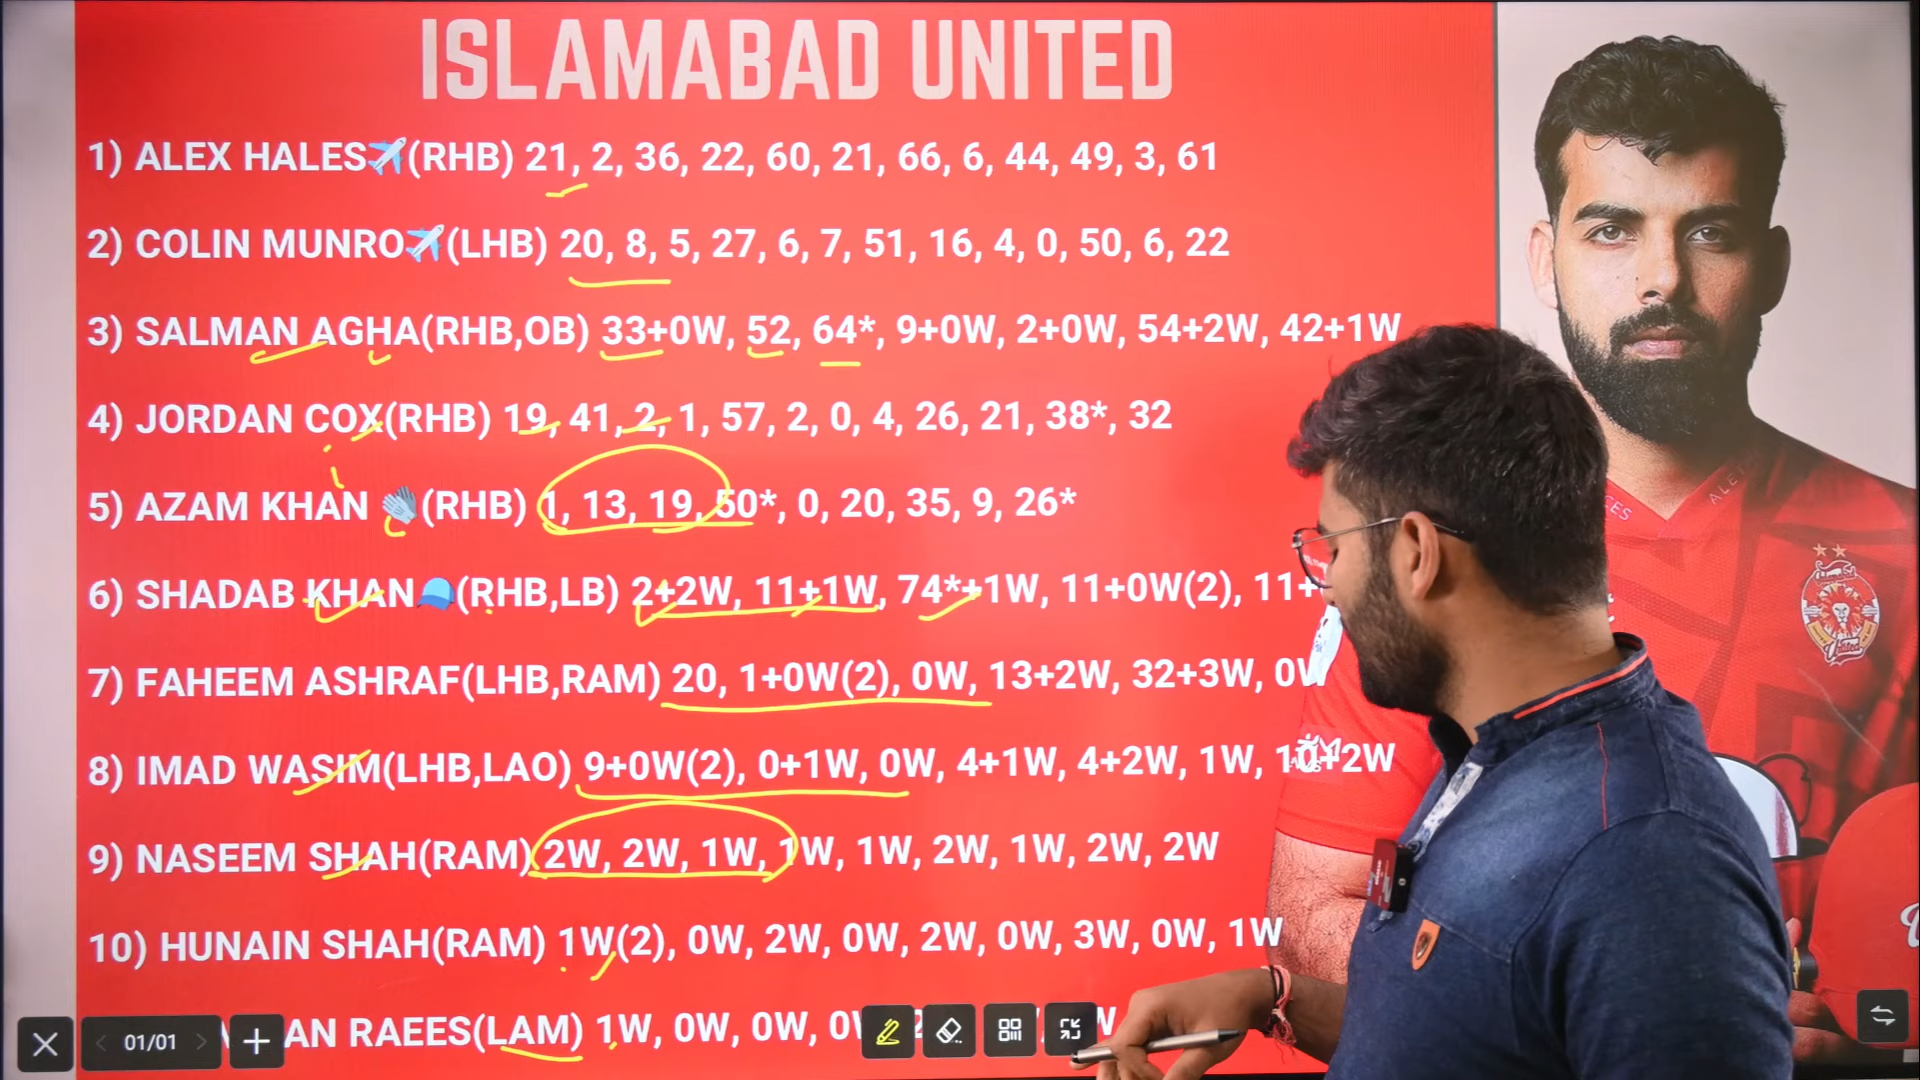 ISLAMABAD UNITED
1) ALEX HALES✈️(RHB) 21, 2, 36, 22, 60, 21, 66, 6, 44, 49, 3, 61
2) COLIN MUNRO✈️(LHB) 20, 8, 5, 27, 6, 7, 51, 16, 4, 0, 50, 6, 22
3) SALMAN AGHA(RHB,OB) 33+0W, 52, 64*, 9+0W, 2+0W, 54+2W, 42+1W
4) JORDAN COX(RHB) 19, 41, 2, 1, 57, 2, 0, 4, 26, 21, 38*, 32
5) AZAM KHAN 🧤(RHB) 1, 13, 19, 50*, 0, 20, 35, 9, 26*
6) SHADAB KHAN🧢(RHB,LB) 2+2W, 11+1W, 74*+1W, 11+0W(2), 11+
7) FAHEEM ASHRAF(LHB,RAM) 20, 1+0W(2), 0W, 13+2W, 32+3W, 0W
8) IMAD WASIM(LHB,LAO) 9+0W(2), 0+1W, 0W, 4+1W, 4+2W, 1W, 10+2W
9) NASEEM SHAH(RAM) 2W, 2W, 1W, 1W, 1W, 2W, 1W, 2W, 2W
10) HUNAIN SHAH(RAM) 1W(2), 0W, 2W, 0W, 2W, 0W, 3W, 0W, 1W
AN RAEES(LAM) 1W, 0W, 0W,
01/01
United